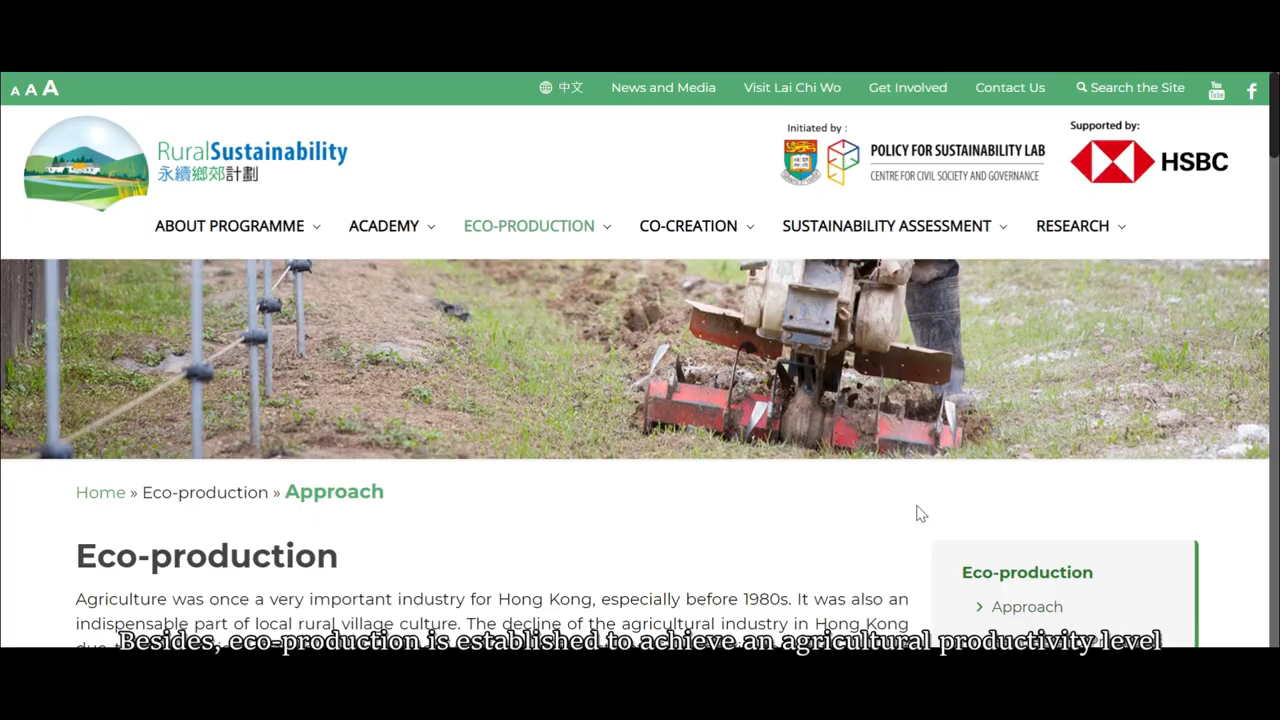 A A A
中文
News and Media
Visit Lai Chi Wo
Get Involved
Contact Us
Search the Site
You Tube
f
RuralSustainability
永續鄉郊計劃
Initiated by :
POLICY FOR SUSTAINABILITY LAB
CENTRE FOR CIVIL SOCIETY AND GOVERNANCE
Supported by:
HSBC
ABOUT PROGRAMME
ACADEMY
ECO-PRODUCTION
CO-CREATION
SUSTAINABILITY ASSESSMENT
RESEARCH
Home » Eco-production » Approach
Eco-production
Agriculture was once a very important industry for Hong Kong, especially before 1980s. It was also an
indispensable part of local rural village culture. The decline of the agricultural industry in Hong Kong
Eco-production
Approach
Besides, eco-production is established to achieve an agricultural productivity level